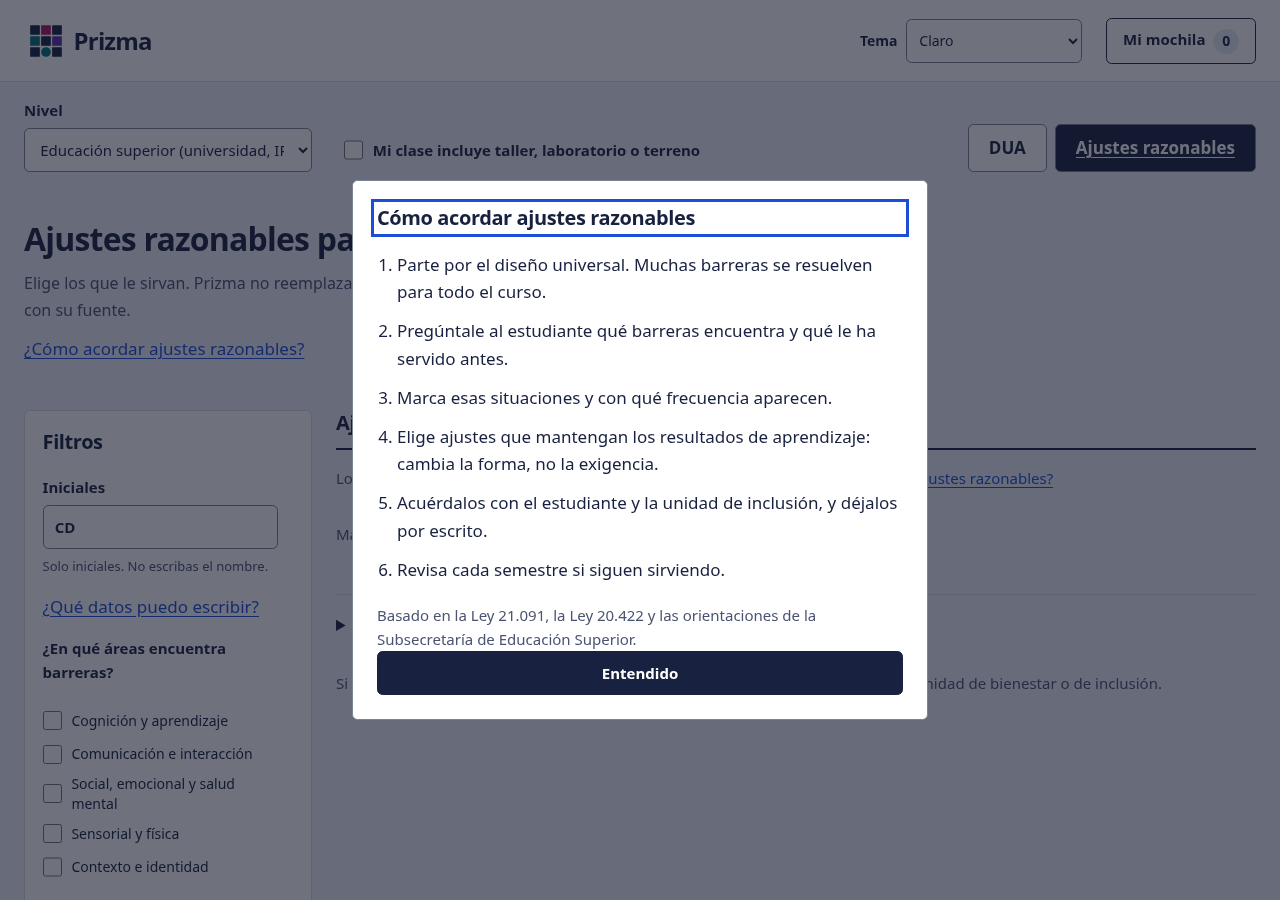 Prizma
Tema
Claro
Mi mochila 0
Nivel
Educación superior (universidad, IP
Mi clase incluye taller, laboratorio o terreno
DUA
Ajustes razonables
Ajustes razonables pa
Elige los que le sirvan. Prizma no reemplaza
con su fuente.
¿Cómo acordar ajustes razonables?
Cómo acordar ajustes razonables
1. Parte por el diseño universal. Muchas barreras se resuelven
para todo el curso.
2. Pregúntale al estudiante qué barreras encuentra y qué le ha
servido antes.
3. Marca esas situaciones y con qué frecuencia aparecen.
4. Elige ajustes que mantengan los resultados de aprendizaje:
cambia la forma, no la exigencia.
5. Acuérdalos con el estudiante y la unidad de inclusión, y déjalos
por escrito.
6. Revisa cada semestre si siguen sirviendo.
Basado en la Ley 21.091, la Ley 20.422 y las orientaciones de la
Subsecretaría de Educación Superior.
Entendido
Filtros
Iniciales
CD
Solo iniciales. No escribas el nombre.
¿Qué datos puedo escribir?
¿En qué áreas encuentra
barreras?
Cognición y aprendizaje
Comunicación e interacción
Social, emocional y salud
mental
Sensorial y física
Contexto e identidad
Aj
Lo
ustes razonables?
Ma
Si
nidad de bienestar o de inclusión.